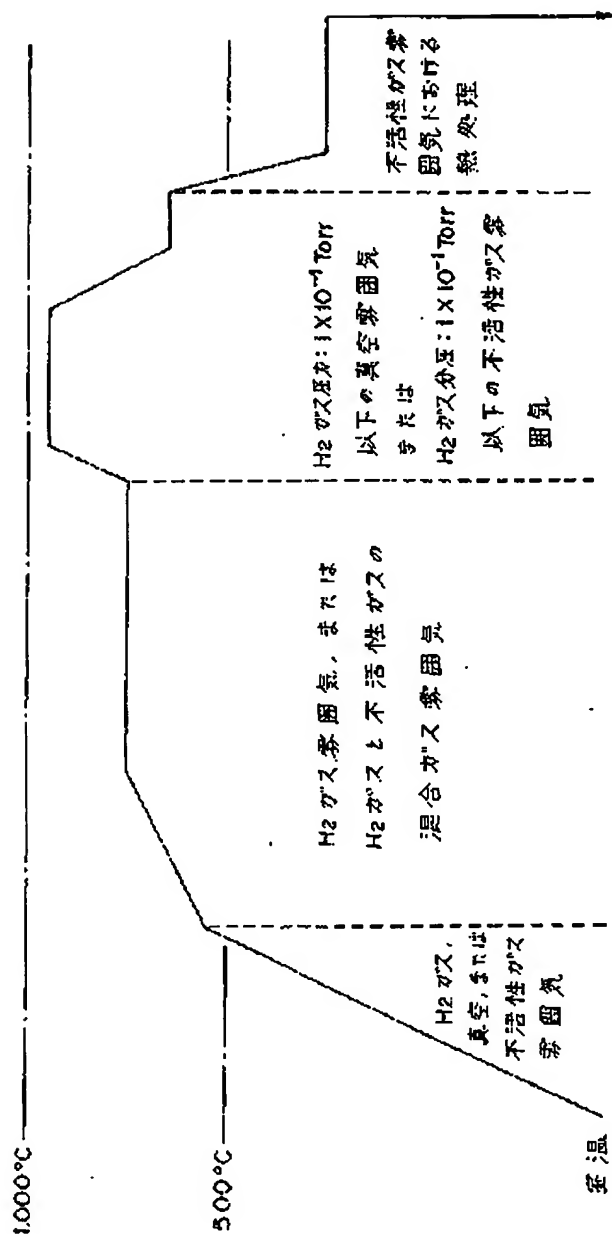 1,000°C
500°C
室温
H2ガス,
真空,または
不活性ガス
雰囲気
H2ガス雰囲気,または
H2ガスと不活性ガスの
混合ガス雰囲気
H2ガス圧力:1×10⁻¹Torr
以下の真空雰囲気
または
H2ガス分圧:1×10⁻¹Torr
以下の不活性ガス雰
囲気
不活性ガス雰
囲気における
熱処理